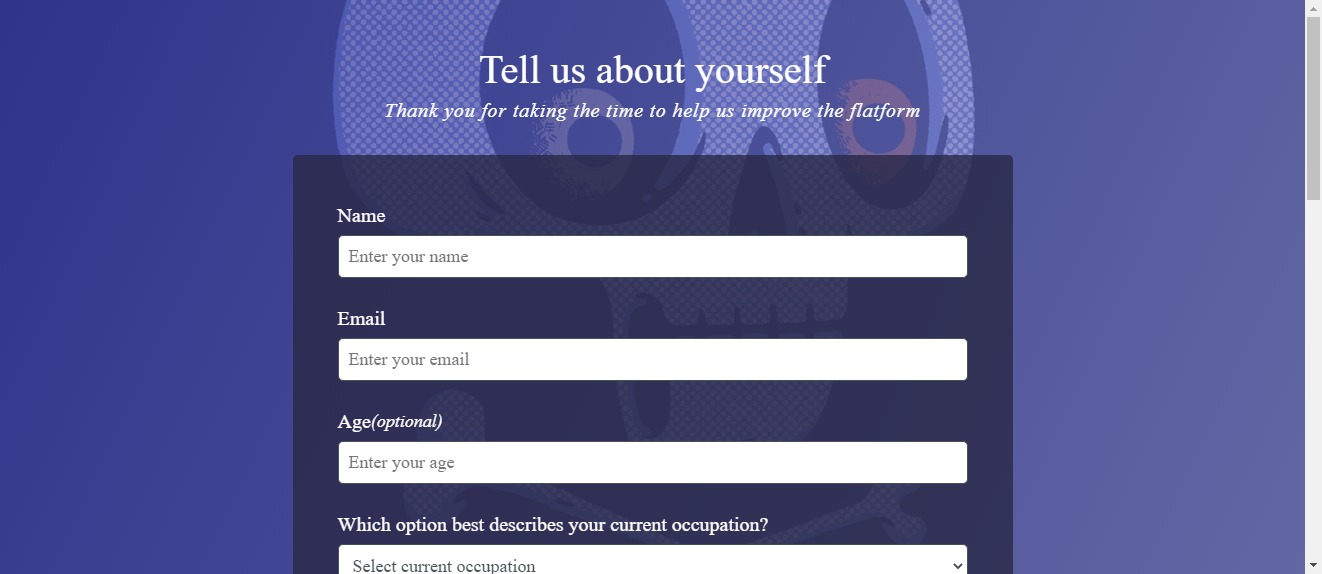 Tell us about yourself
Thank you for taking the time to help us improve the flatform
Name
Enter your name
Email
Enter your email
Age(optional)
Enter your age
Which option best describes your current occupation?
Select current occupation